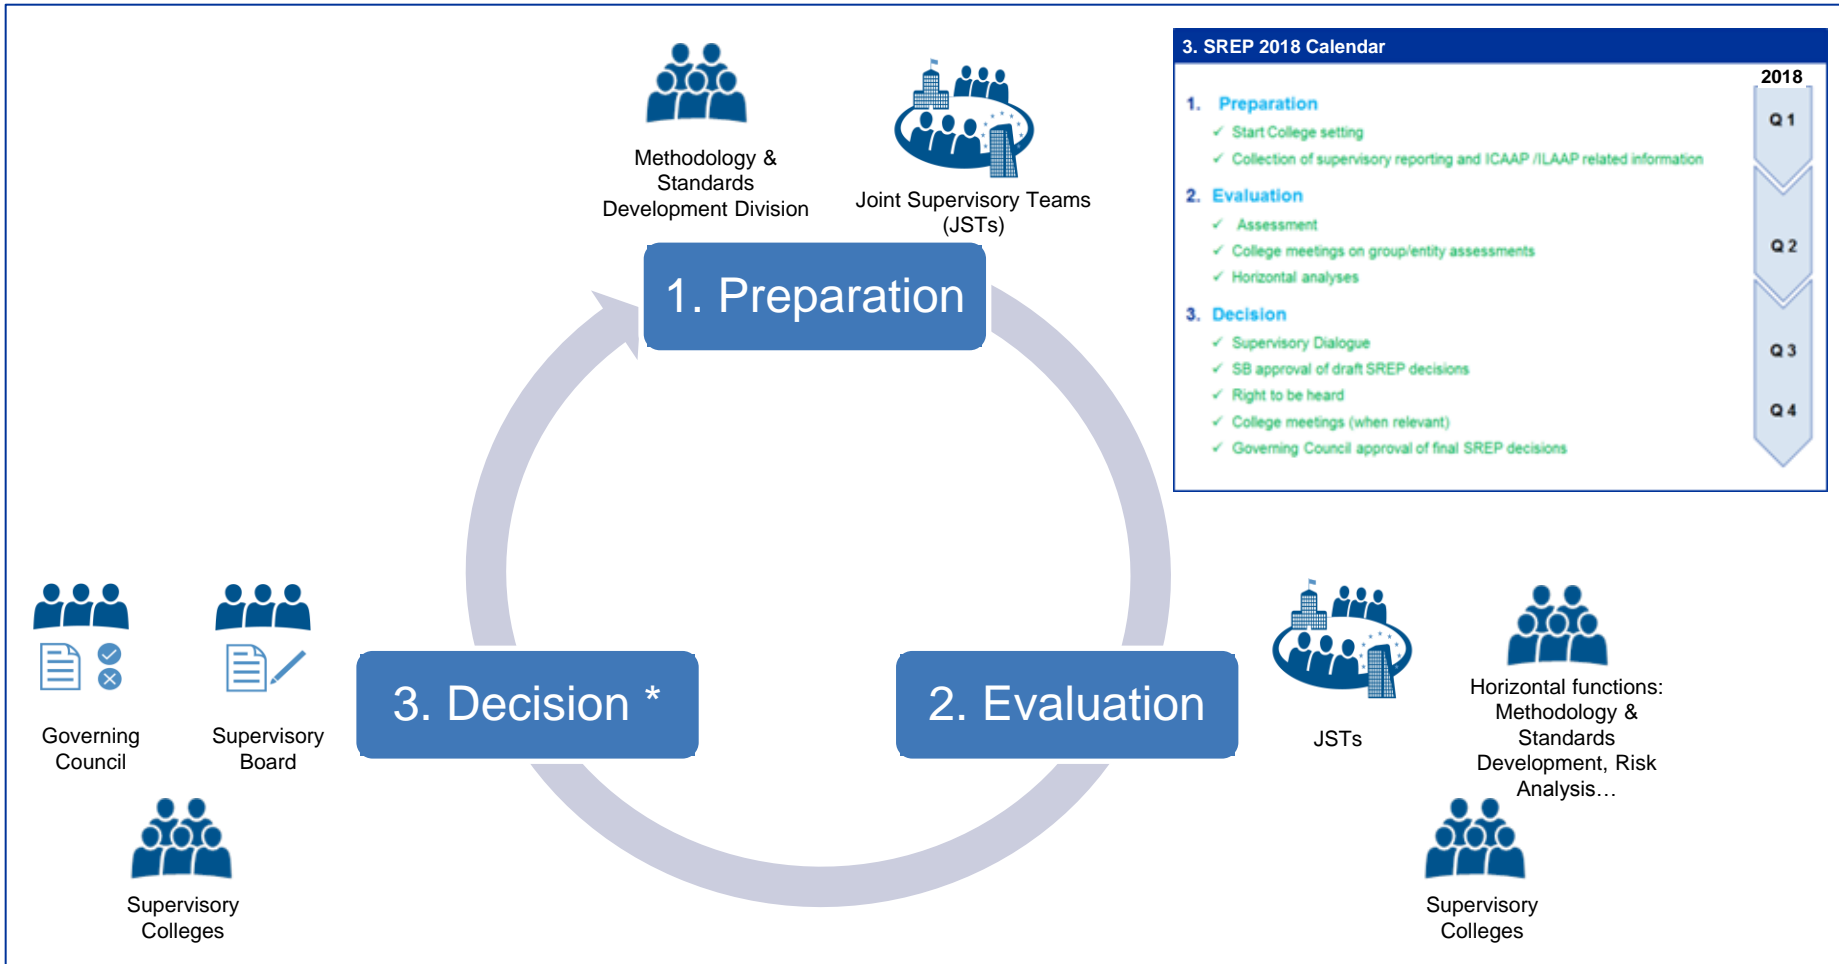 3. SREP 2018 Calendar
2018
1. Preparation
Start College setting
Collection of supervisory reporting and ICAAP /ILAAP related information
Q 1
2. Evaluation
Assessment
College meetings on group/entity assessments
Horizontal analyses
Q 2
3. Decision
Supervisory Dialogue
SB approval of draft SREP decisions
Right to be heard
College meetings (when relevant)
Governing Council approval of final SREP decisions
Q 3
Q 4
Methodology &
Standards
Development Division
Joint Supervisory Teams
(JSTs)
1. Preparation
2. Evaluation
JSTs
Horizontal functions:
Methodology &
Standards
Development, Risk
Analysis…
Supervisory
Colleges
3. Decision *
Governing
Council
Supervisory
Board
Supervisory
Colleges